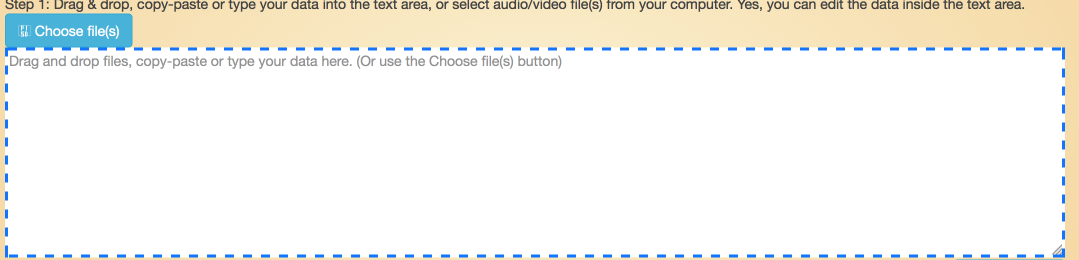 Step 1: Drag & drop, copy-paste or type your data into the text area, or select audio/video file(s) from your computer. Yes, you can edit the data inside the text area.
Choose file(s)
Drag and drop files, copy-paste or type your data here. (Or use the Choose file(s) button)